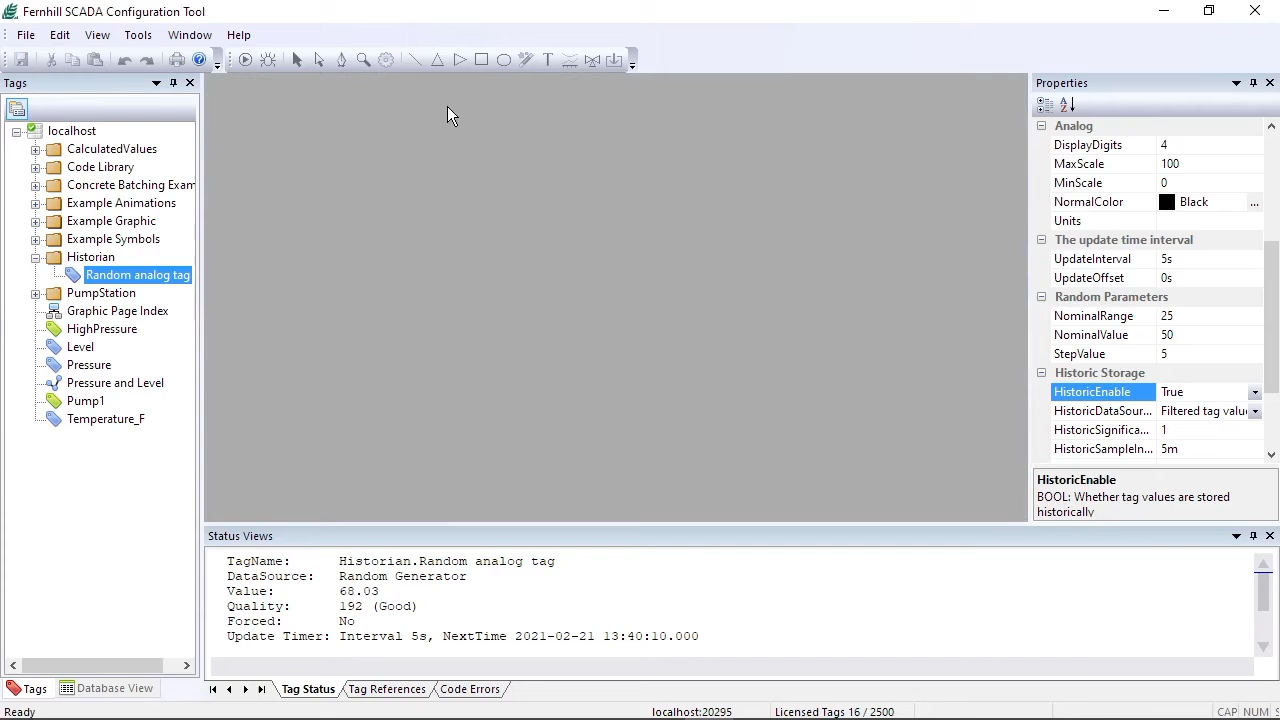 Fernhill SCADA Configuration Tool
File Edit View Tools Window Help
Tags
localhost
CalculatedValues
Code Library
Concrete Batching Exam
Example Animations
Example Graphic
Example Symbols
Historian
Random analog tag
PumpStation
Graphic Page Index
HighPressure
Level
Pressure
Pressure and Level
Pump1
Temperature_F
Tags Database View
Properties
Analog
DisplayDigits 4
MaxScale 100
MinScale 0
NormalColor Black ...
Units
The update time interval
UpdateInterval 5s
UpdateOffset 0s
Random Parameters
NominalRange 25
NominalValue 50
StepValue 5
Historic Storage
HistoricEnable True
HistoricDataSour... Filtered tag valu
HistoricSignifica... 1
HistoricSampleIn... 5m
HistoricEnable
BOOL: Whether tag values are stored
historically
Status Views
TagName: Historian.Random analog tag
DataSource: Random Generator
Value: 68.03
Quality: 192 (Good)
Forced: No
Update Timer: Interval 5s, NextTime 2021-02-21 13:40:10.000
Tag Status Tag References Code Errors
Ready localhost:20295 Licensed Tags 16 / 2500 CAP NUM